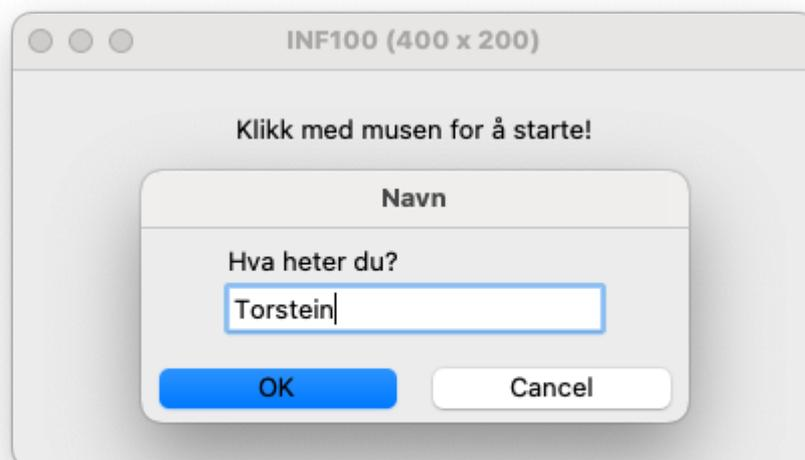 INF100 (400 x 200)
Klikk med musen for å starte!
Navn
Hva heter du?
Torstein
OK Cancel